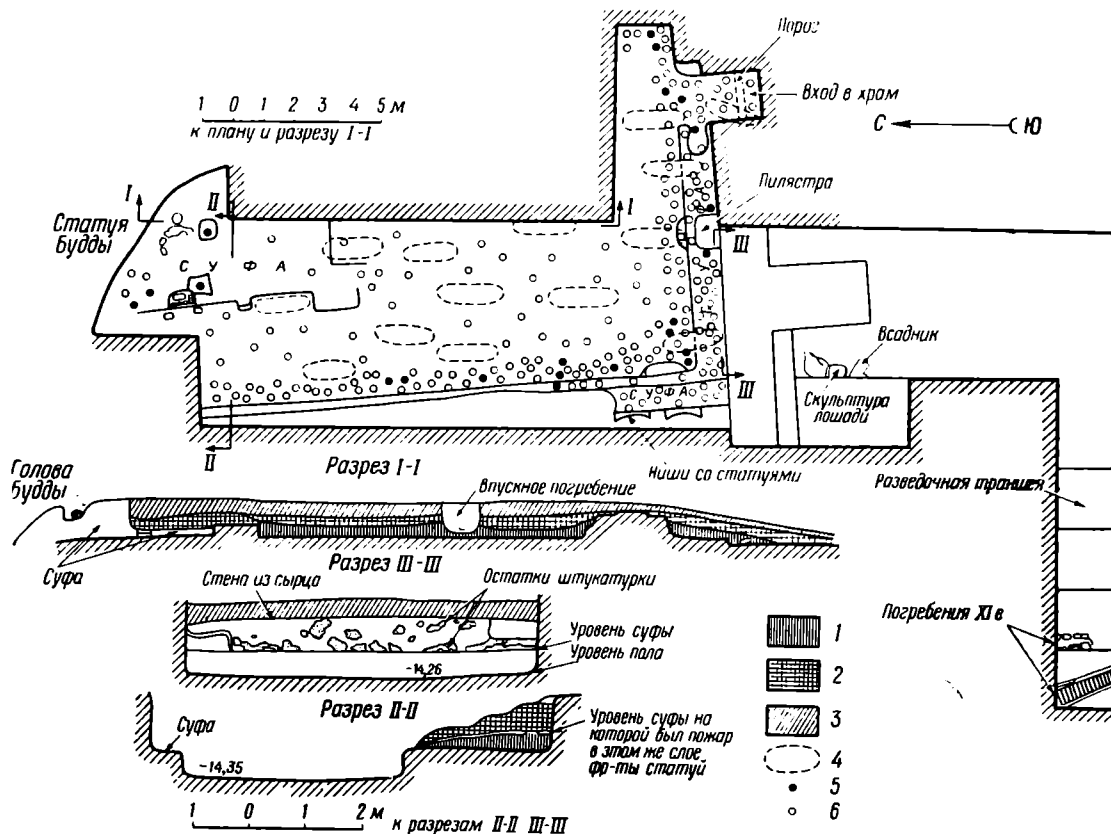 Порог
Вход в храм
1 0 1 2 3 4 5 м
к плану и разрезу I-I
С Ю
I
II
I
Пилястра
III
Статуя
Будды
СУФА
Всадник
Скульптура
лошади
СУФА
III
II
Разрез I-I
Ниши со статуями
Голова
Будды
Впускное погребение
Разведочная траншея
Суфа
Разрез III-III
Стена из сырца
Остатки штукатурки
Погребения XI в
Уровень суфы
Уровень пола
-14,26
1
2
3
4
5
6
Разрез II-II
Суфа
-14,35
Уровень суфы на
которой был пожар
в этом же слое
фр-ты статуй
1 0 1 2 м
к разрезам II-II III-III